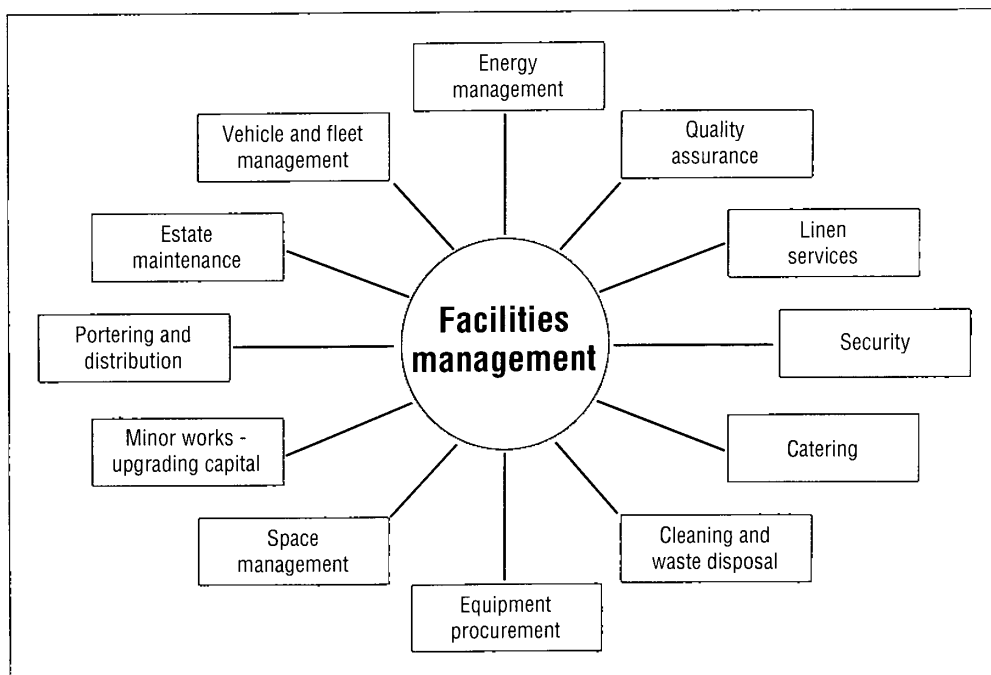 Energy
management
Quality
assurance
Linen
services
Security
Catering
Cleaning and
waste disposal
Equipment
procurement
Space
management
Minor works -
upgrading capital
Portering and
distribution
Estate
maintenance
Vehicle and fleet
management
Facilities
management